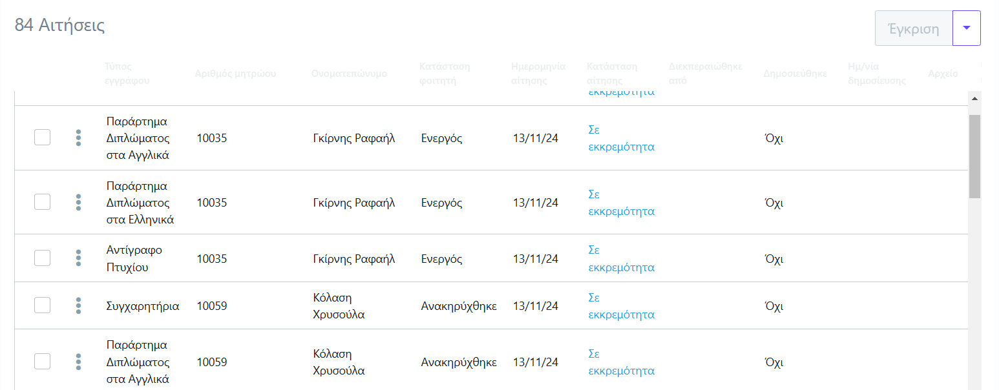 84 Αιτήσεις
Έγκριση
Τύπος εγγράφου Αριθμός μητρώου Ονοματεπώνυμο Κατάσταση φοιτητή Ημερομηνία αίτησης Κατάσταση αίτησης Διεκπεραιώθηκε από Δημοσιεύθηκε Ημ/νία δημοσίευσης Αρχείο
εκκρεμότητα
Παράρτημα Διπλώματος στα Αγγλικά 10035 Γκίρνης Ραφαήλ Ενεργός 13/11/24 Σε εκκρεμότητα Όχι
Παράρτημα Διπλώματος στα Ελληνικά 10035 Γκίρνης Ραφαήλ Ενεργός 13/11/24 Σε εκκρεμότητα Όχι
Αντίγραφο Πτυχίου 10035 Γκίρνης Ραφαήλ Ενεργός 13/11/24 Σε εκκρεμότητα Όχι
Συγχαρητήρια 10059 Κόλαση Χρυσούλα Ανακηρύχθηκε 13/11/24 Σε εκκρεμότητα Όχι
Παράρτημα Διπλώματος στα Αγγλικά 10059 Κόλαση Χρυσούλα Ανακηρύχθηκε 13/11/24 Σε εκκρεμότητα Όχι